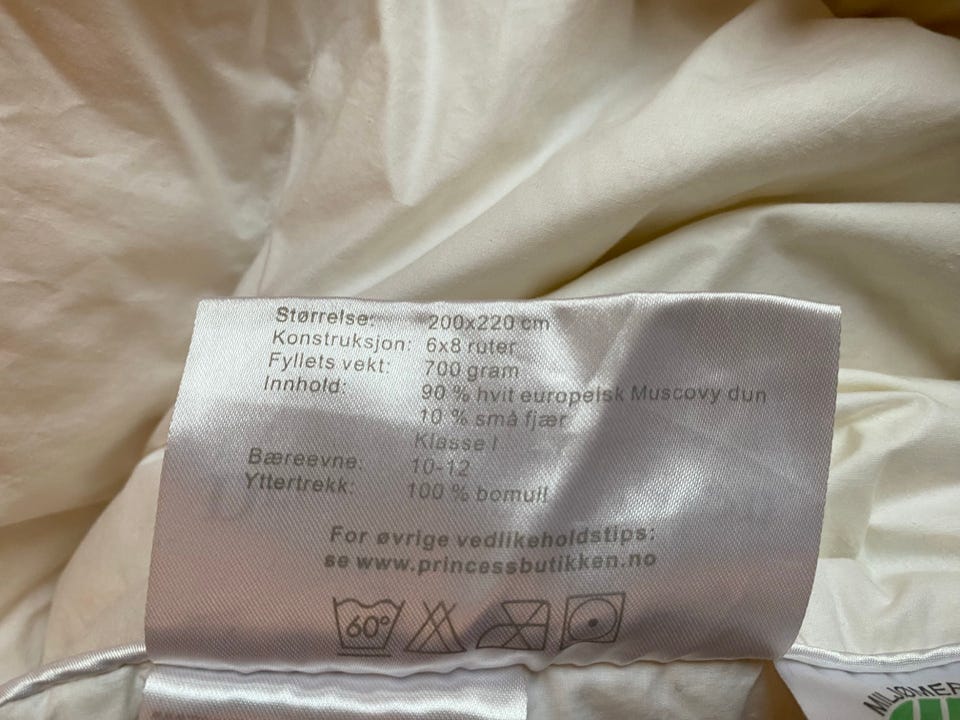 Størrelse: 200x220 cm
Konstruksjon: 6x8 ruter
Fyllets vekt: 700 gram
Innhold: 90 % hvit europeisk Muscovy dun
10 % små fjær
Klasse I
Bæreevne: 10-12
Yttertrekk: 100 % bomull
For øvrige vedlikeholdstips:
se www.princessbutikken.no
60°